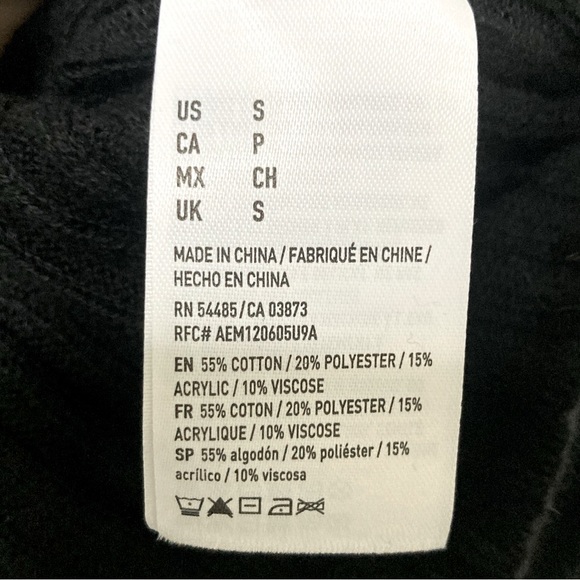 US S
CA P
MX CH
UK S
MADE IN CHINA / FABRIQUÉ EN CHINE /
HECHO EN CHINA
RN 54485 / CA 03873
RFC# AEM120605U9A
EN 55% COTTON / 20% POLYESTER / 15%
ACRYLIC / 10% VISCOSE
FR 55% COTON / 20% POLYESTER / 15%
ACRYLIQUE / 10% VISCOSE
SP 55% algodón / 20% poliéster / 15%
acrílico / 10% viscosa